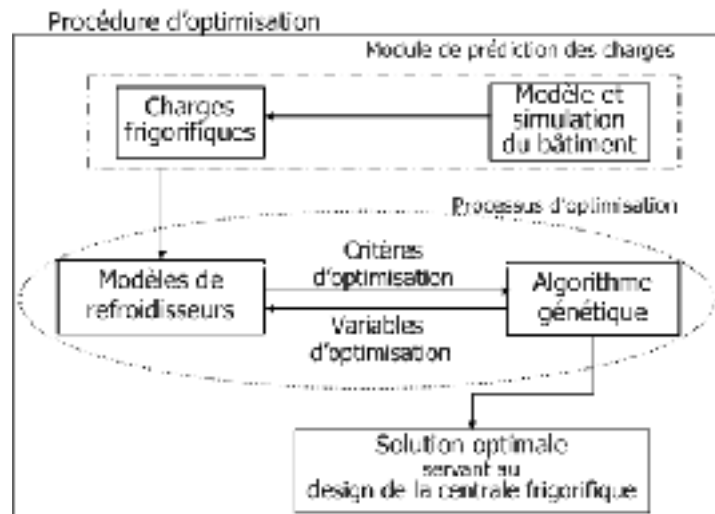 Procédure d'optimisation
Module de prédiction des charges
Charges
frigorifiques
Modèle et
simulation
du bâtiment
Processus d'optimisation
Modèles de
refroidisseurs
Critères
d'optimisation
Variables
d'optimisation
Algorithme
génétique
Solution optimale
servant au
design de la centrale frigorifique